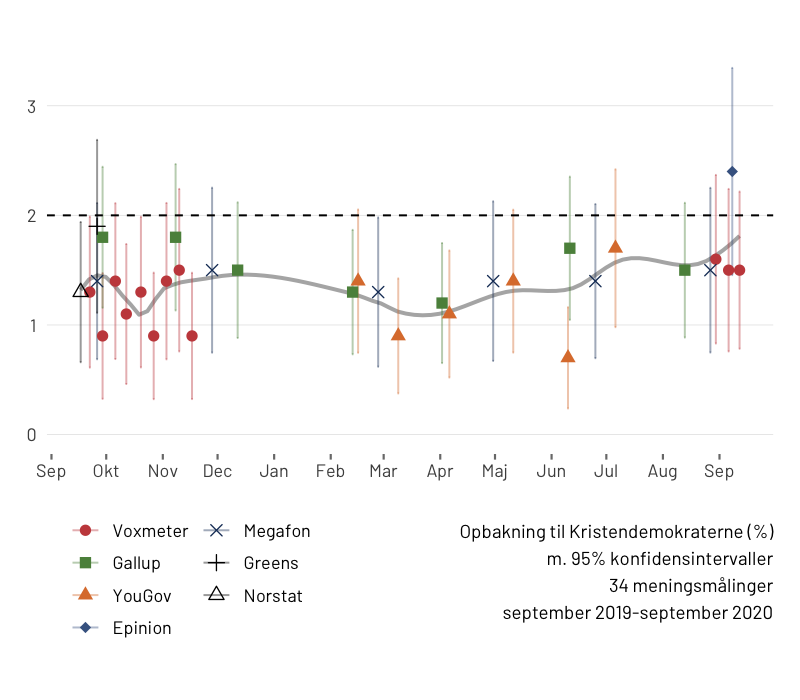 3
2
1
0
Sep Okt Nov Dec Jan Feb Mar Apr Maj Jun Jul Aug Sep
Voxmeter Megafon
Gallup Greens
YouGov Norstat
Epinion
Opbakning til Kristendemokraterne (%)
m. 95% konfidensintervaller
34 meningsmålinger
september 2019-september 2020